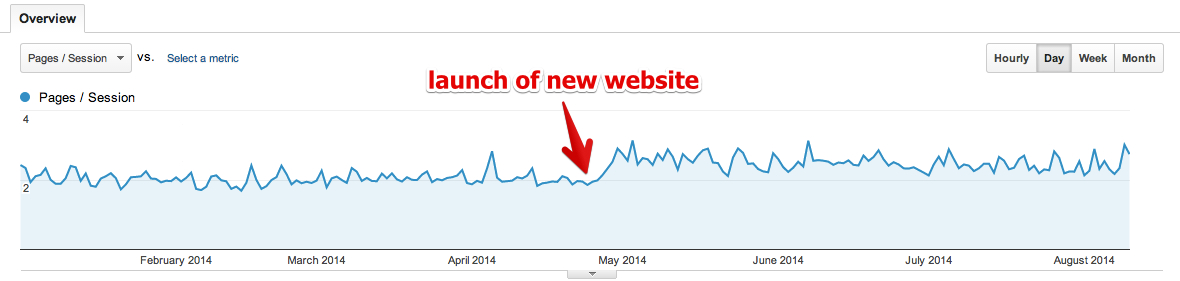 Overview
Pages / Session
vs.
Select a metric
Hourly
Day
Week
Month
launch of new website
Pages / Session
4
2
February 2014
March 2014
April 2014
May 2014
June 2014
July 2014
August 2014